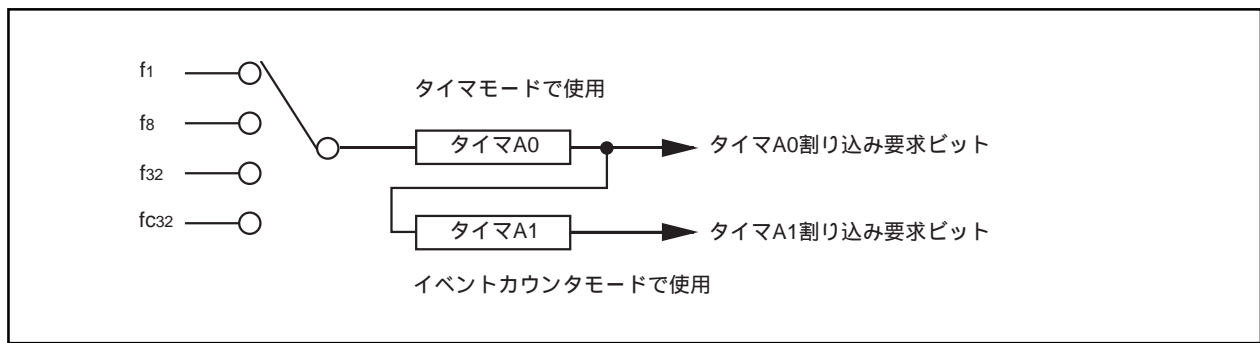 f1
タイマモードで使用
f8
タイマA0
タイマA0割り込み要求ビット
f32
fC32
タイマA1
タイマA1割り込み要求ビット
イベントカウンタモードで使用